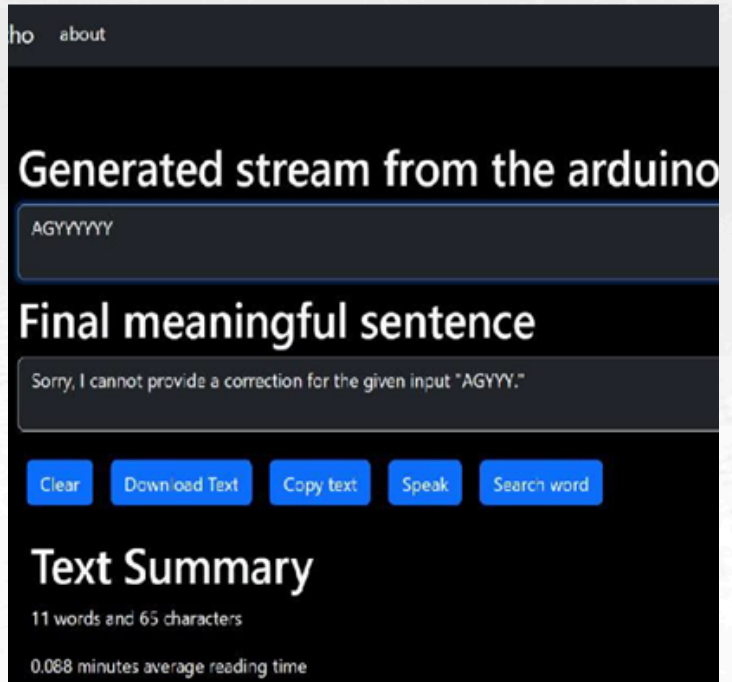 ho about
Generated stream from the arduino
AGYYYYYY
Final meaningful sentence
Sorry, I cannot provide a correction for the given input "AGYYY."
Clear Download Text Copy text Speak Search word
Text Summary
11 words and 65 characters
0.088 minutes average reading time